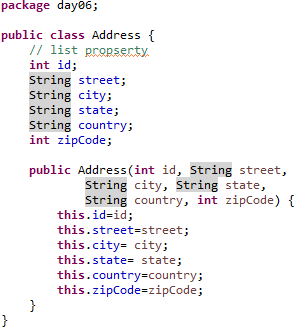 package day06;
public class Address {
// list propserty
int id;
String street;
String city;
String state;
String country;
int zipCode;
public Address(int id, String street,
String city, String state,
String country, int zipCode) {
this.id=id;
this.street=street;
this.city= city;
this.state= state;
this.country=country;
this.zipCode=zipCode;
}
}